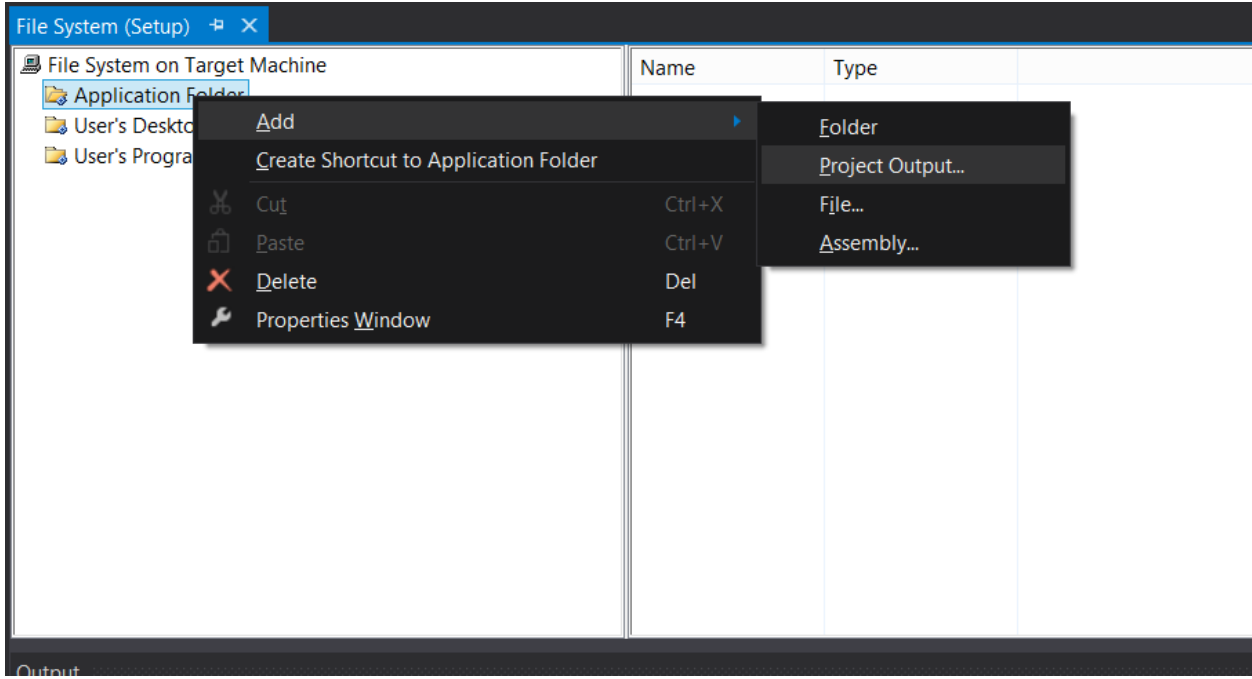 File System (Setup)
File System on Target Machine
Application Folder
User's Deskto
User's Progra
Name Type
Add
Create Shortcut to Application Folder
Cut Ctrl+X
Paste Ctrl+V
Delete Del
Properties Window F4
Folder
Project Output...
File...
Assembly...
Output